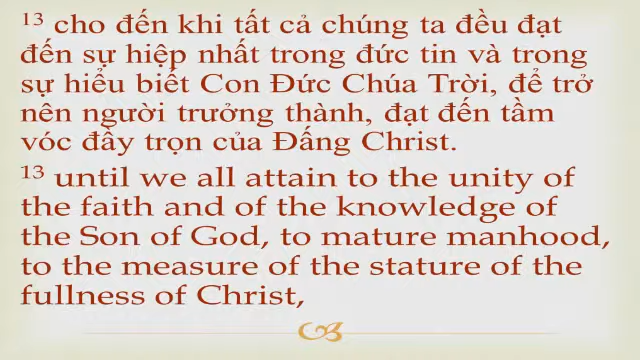 13 cho đến khi tất cả chúng ta đều đạt
đến sự hiệp nhất trong đức tin và trong
sự hiểu biết Con Đức Chúa Trời, để trở
nên người trưởng thành, đạt đến tầm
vóc đầy trọn của Đấng Christ.
13 until we all attain to the unity of
the faith and of the knowledge of
the Son of God, to mature manhood,
to the measure of the stature of the
fullness of Christ,